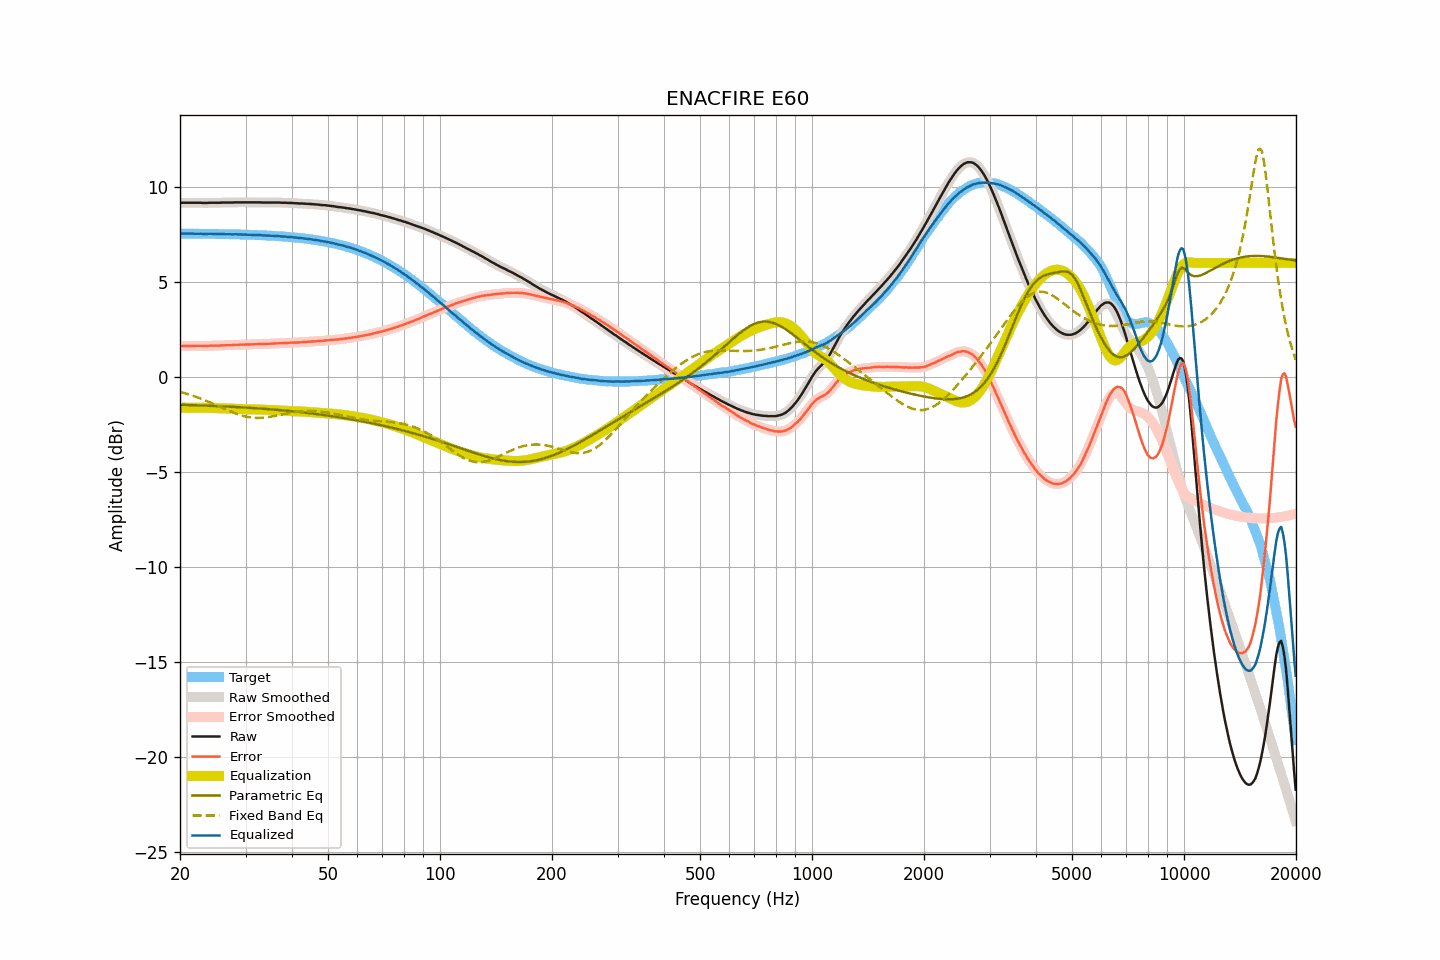 ENACFIRE E60
Amplitude (dBr)
10
5
0
−5
−10
−15
−20
−25
Target
Raw Smoothed
Error Smoothed
Raw
Error
Equalization
Parametric Eq
Fixed Band Eq
Equalized
20 50 100 200 500 1000 2000 5000 10000 20000
Frequency (Hz)